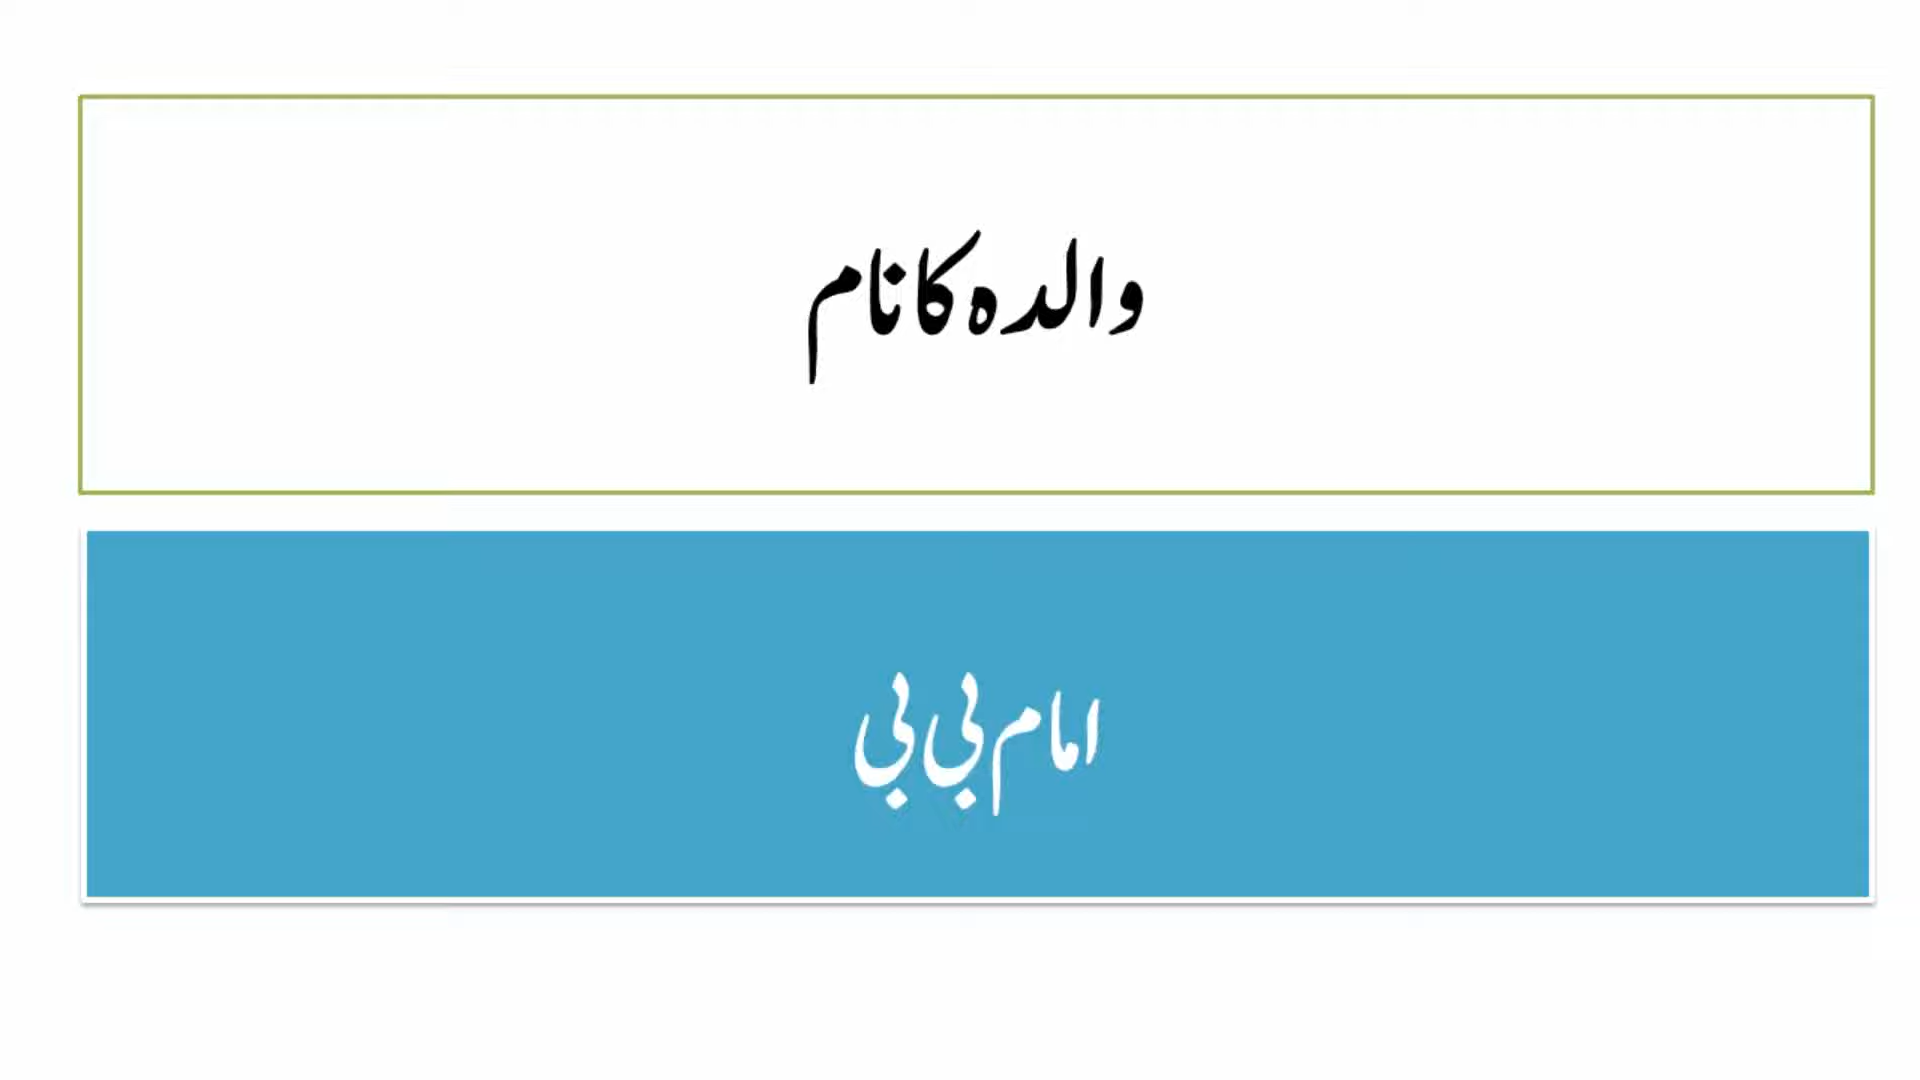 والدہ کا نام
امام بی بی